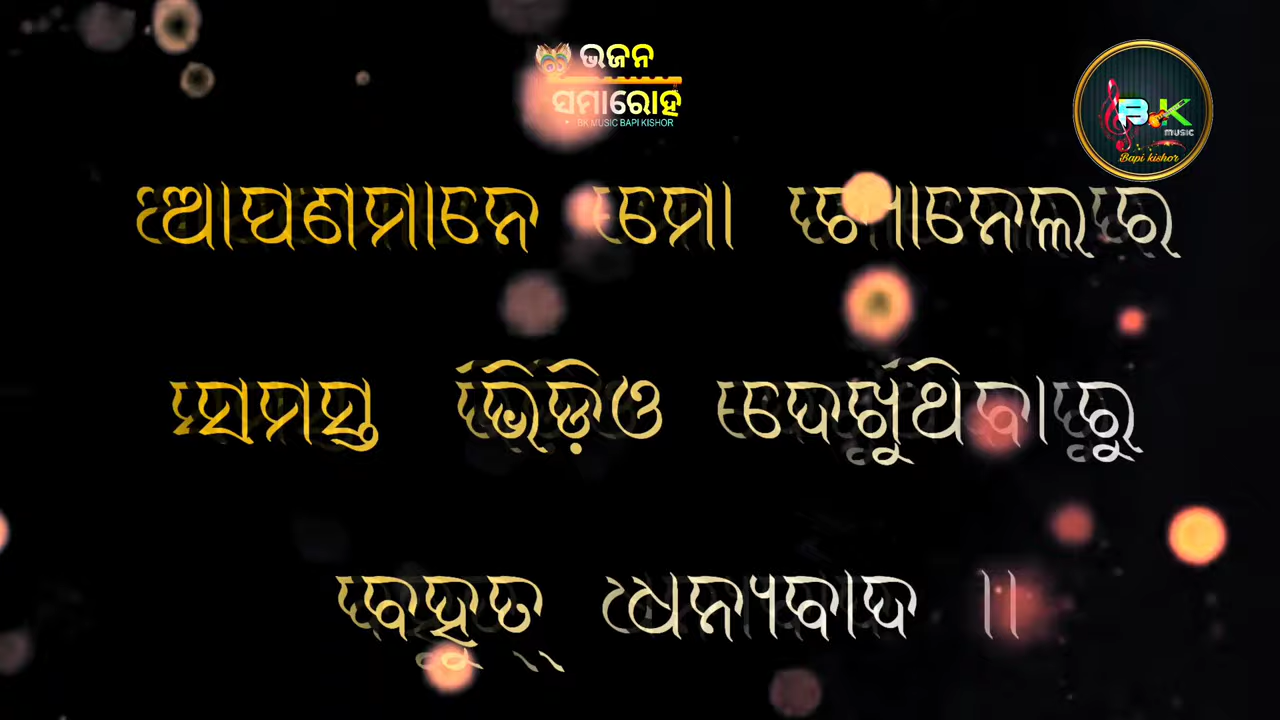 ଭଜନ
ସମାରୋହ
BK MUSIC BAPI KISHOR
BK
MUSIC
Bapi kishor
ଆପଣମାନେ ମୋ ଚ୍ୟାନେଲର
ସମସ୍ତ ଭିଡ଼ିଓ ଦେଖୁଥିବାରୁ
ବହୁତ୍ ଧନ୍ୟବାଦ ।।